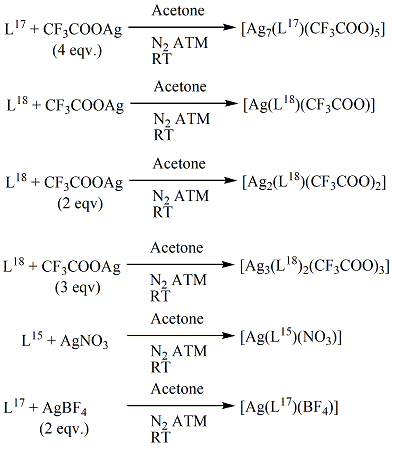 L¹⁷ + CF₃COOAg Acetone [Ag₇(L¹⁷)(CF₃COO)₅]
(4 eqv.) N₂ ATM
RT
L¹⁸ + CF₃COOAg Acetone [Ag(L¹⁸)(CF₃COO)]
N₂ ATM
RT
L¹⁸ + CF₃COOAg Acetone [Ag₂(L¹⁸)(CF₃COO)₂]
(2 eqv) N₂ ATM
RT
L¹⁸ + CF₃COOAg Acetone [Ag₃(L¹⁸)₂(CF₃COO)₃]
(3 eqv) N₂ ATM
RT
L¹⁵ + AgNO₃ Acetone [Ag(L¹⁵)(NO₃)]
N₂ ATM
RT
L¹⁷ + AgBF₄ Acetone [Ag(L¹⁷)(BF₄)]
(2 eqv.) N₂ ATM
RT